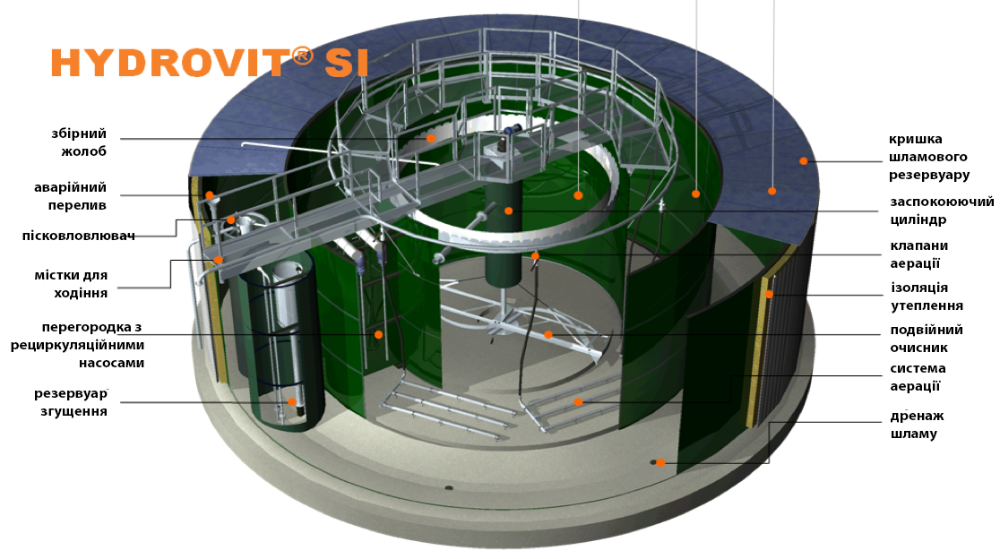 HYDROVIT® SI
збірний
жолоб
аварійний
перелив
пісковловлювач
містки для
ходіння
перегородка з
рециркуляційними
насосами
резервуар
згущення
кришка
шламового
резервуару
заспокоюючий
циліндр
клапани
аерації
ізоляція
утеплення
подвійний
очисник
система
аерації
дренаж
шламу